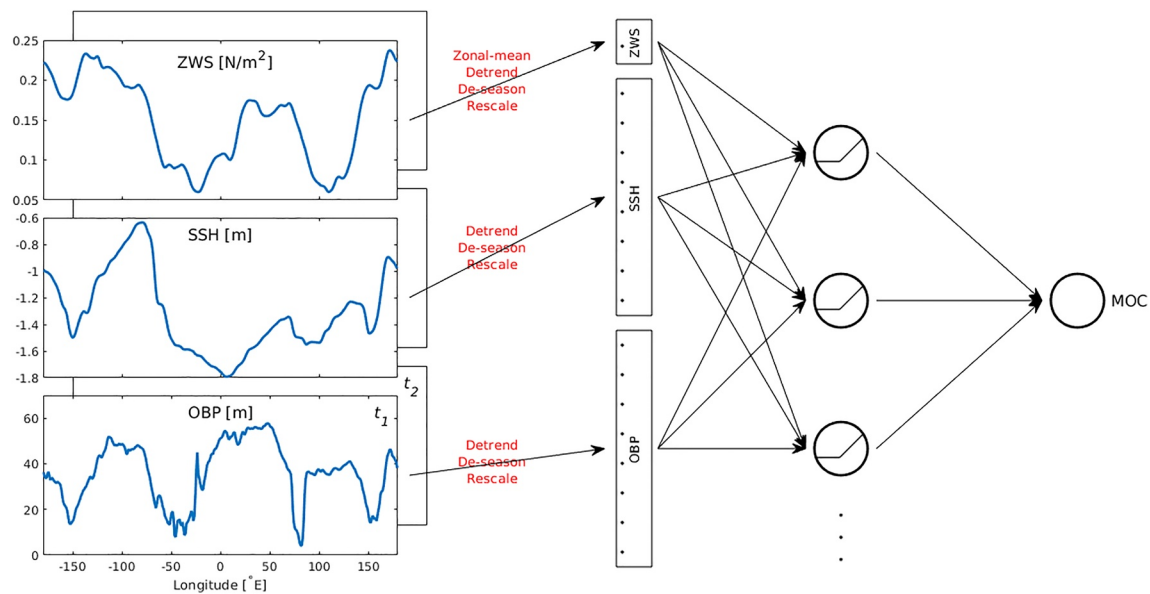 ZWS [N/m2]
0.25
0.2
0.15
0.1
0.05
SSH [m]
-0.6
-0.8
-1
-1.2
-1.4
-1.6
-1.8
OBP [m]
t1
t2
60
40
20
0
-150 -100 -50 0 50 100 150
Longitude [°E]
Zonal-mean
Detrend
De-season
Rescale
Detrend
De-season
Rescale
Detrend
De-season
Rescale
ZWS
SSH
OBP
MOC